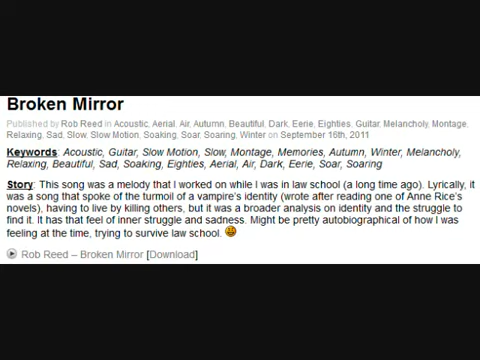 Broken Mirror
Published by Rob Reed in Acoustic, Aerial, Air, Autumn, Beautiful, Dark, Eerie, Eighties, Guitar, Melancholy, Montage,
Relaxing, Sad, Slow, Slow Motion, Soaking, Soar, Soaring, Winter on September 16th, 2011
Keywords: Acoustic, Guitar, Slow Motion, Slow, Montage, Memories, Autumn, Winter, Melancholy,
Relaxing, Beautiful, Sad, Soaking, Eighties, Aerial, Air, Dark, Eerie, Soar, Soaring
Story: This song was a melody that I worked on while I was in law school (a long time ago). Lyrically, it
was a song that spoke of the turmoil of a vampire's identity (wrote after reading one of Anne Rice's
novels), having to live by killing others, but it was a broader analysis on identity and the struggle to
find it. It has that feel of inner struggle and sadness. Might be pretty autobiographical of how I was
feeling at the time, trying to survive law school.
Rob Reed – Broken Mirror [Download]